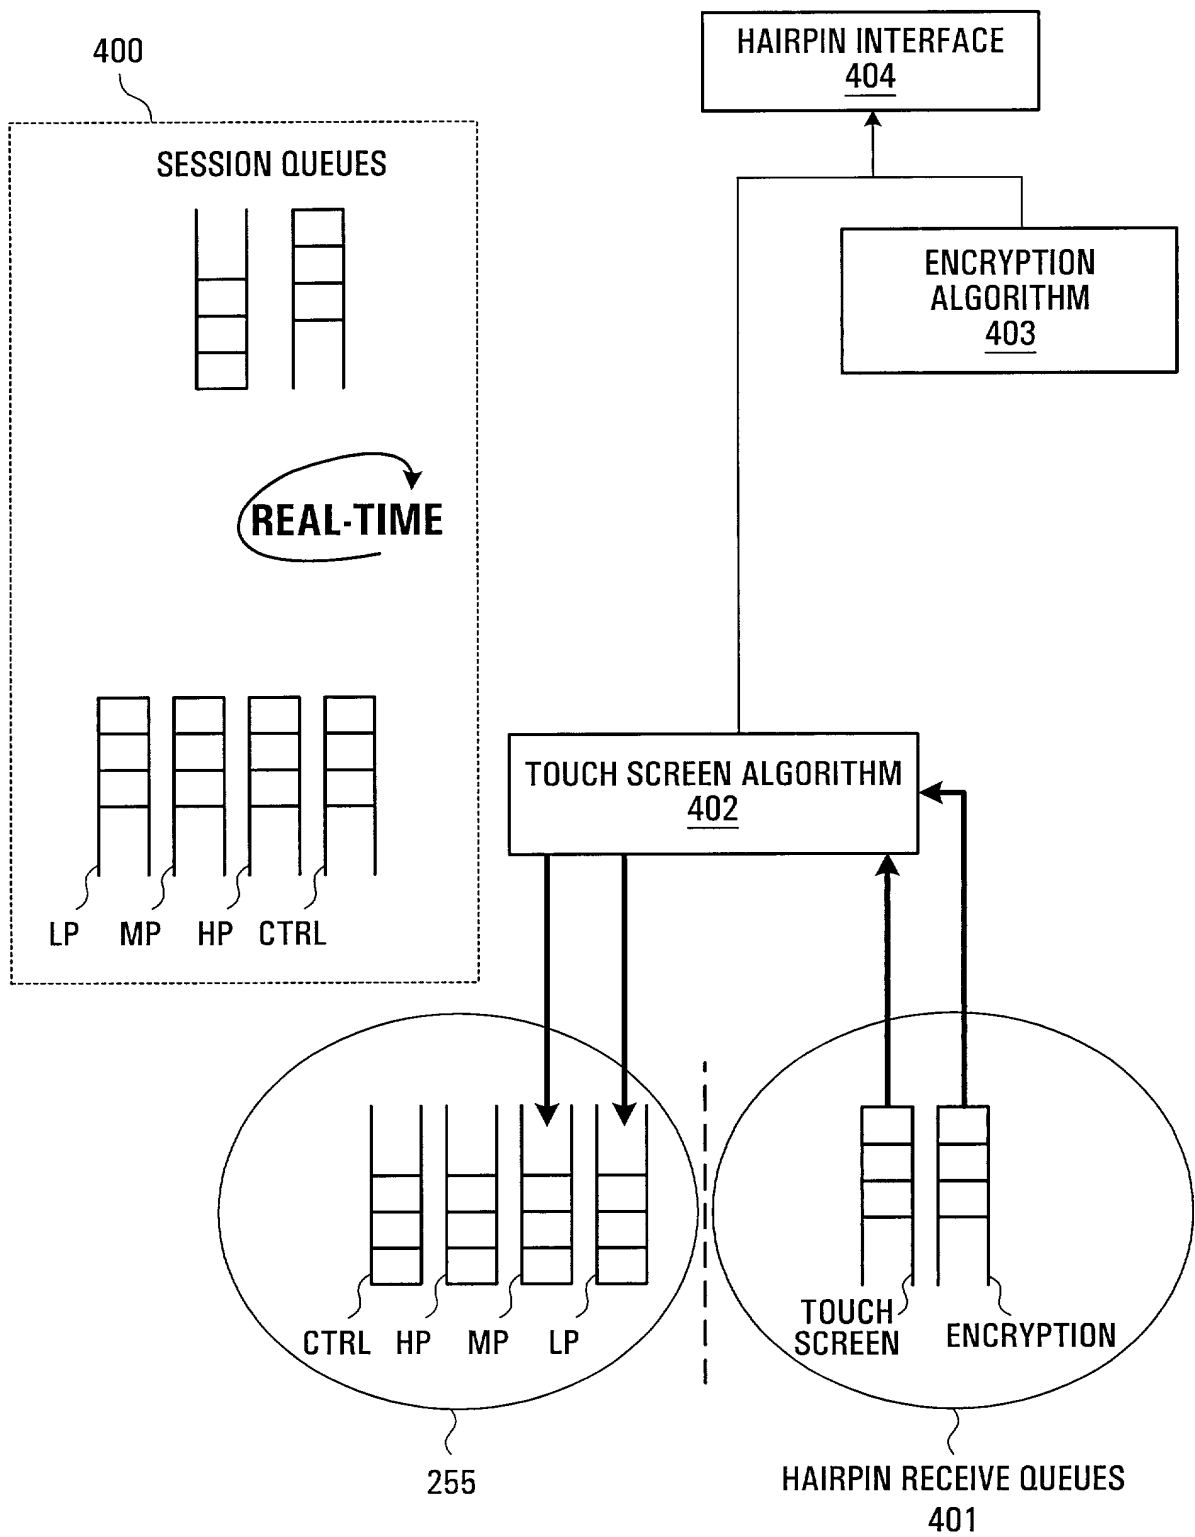 400
SESSION QUEUES
REAL-TIME
LP MP HP CTRL
HAIRPIN INTERFACE
404
ENCRYPTION
ALGORITHM
403
TOUCH SCREEN ALGORITHM
402
CTRL HP MP LP
255
TOUCH
SCREEN
ENCRYPTION
HAIRPIN RECEIVE QUEUES
401